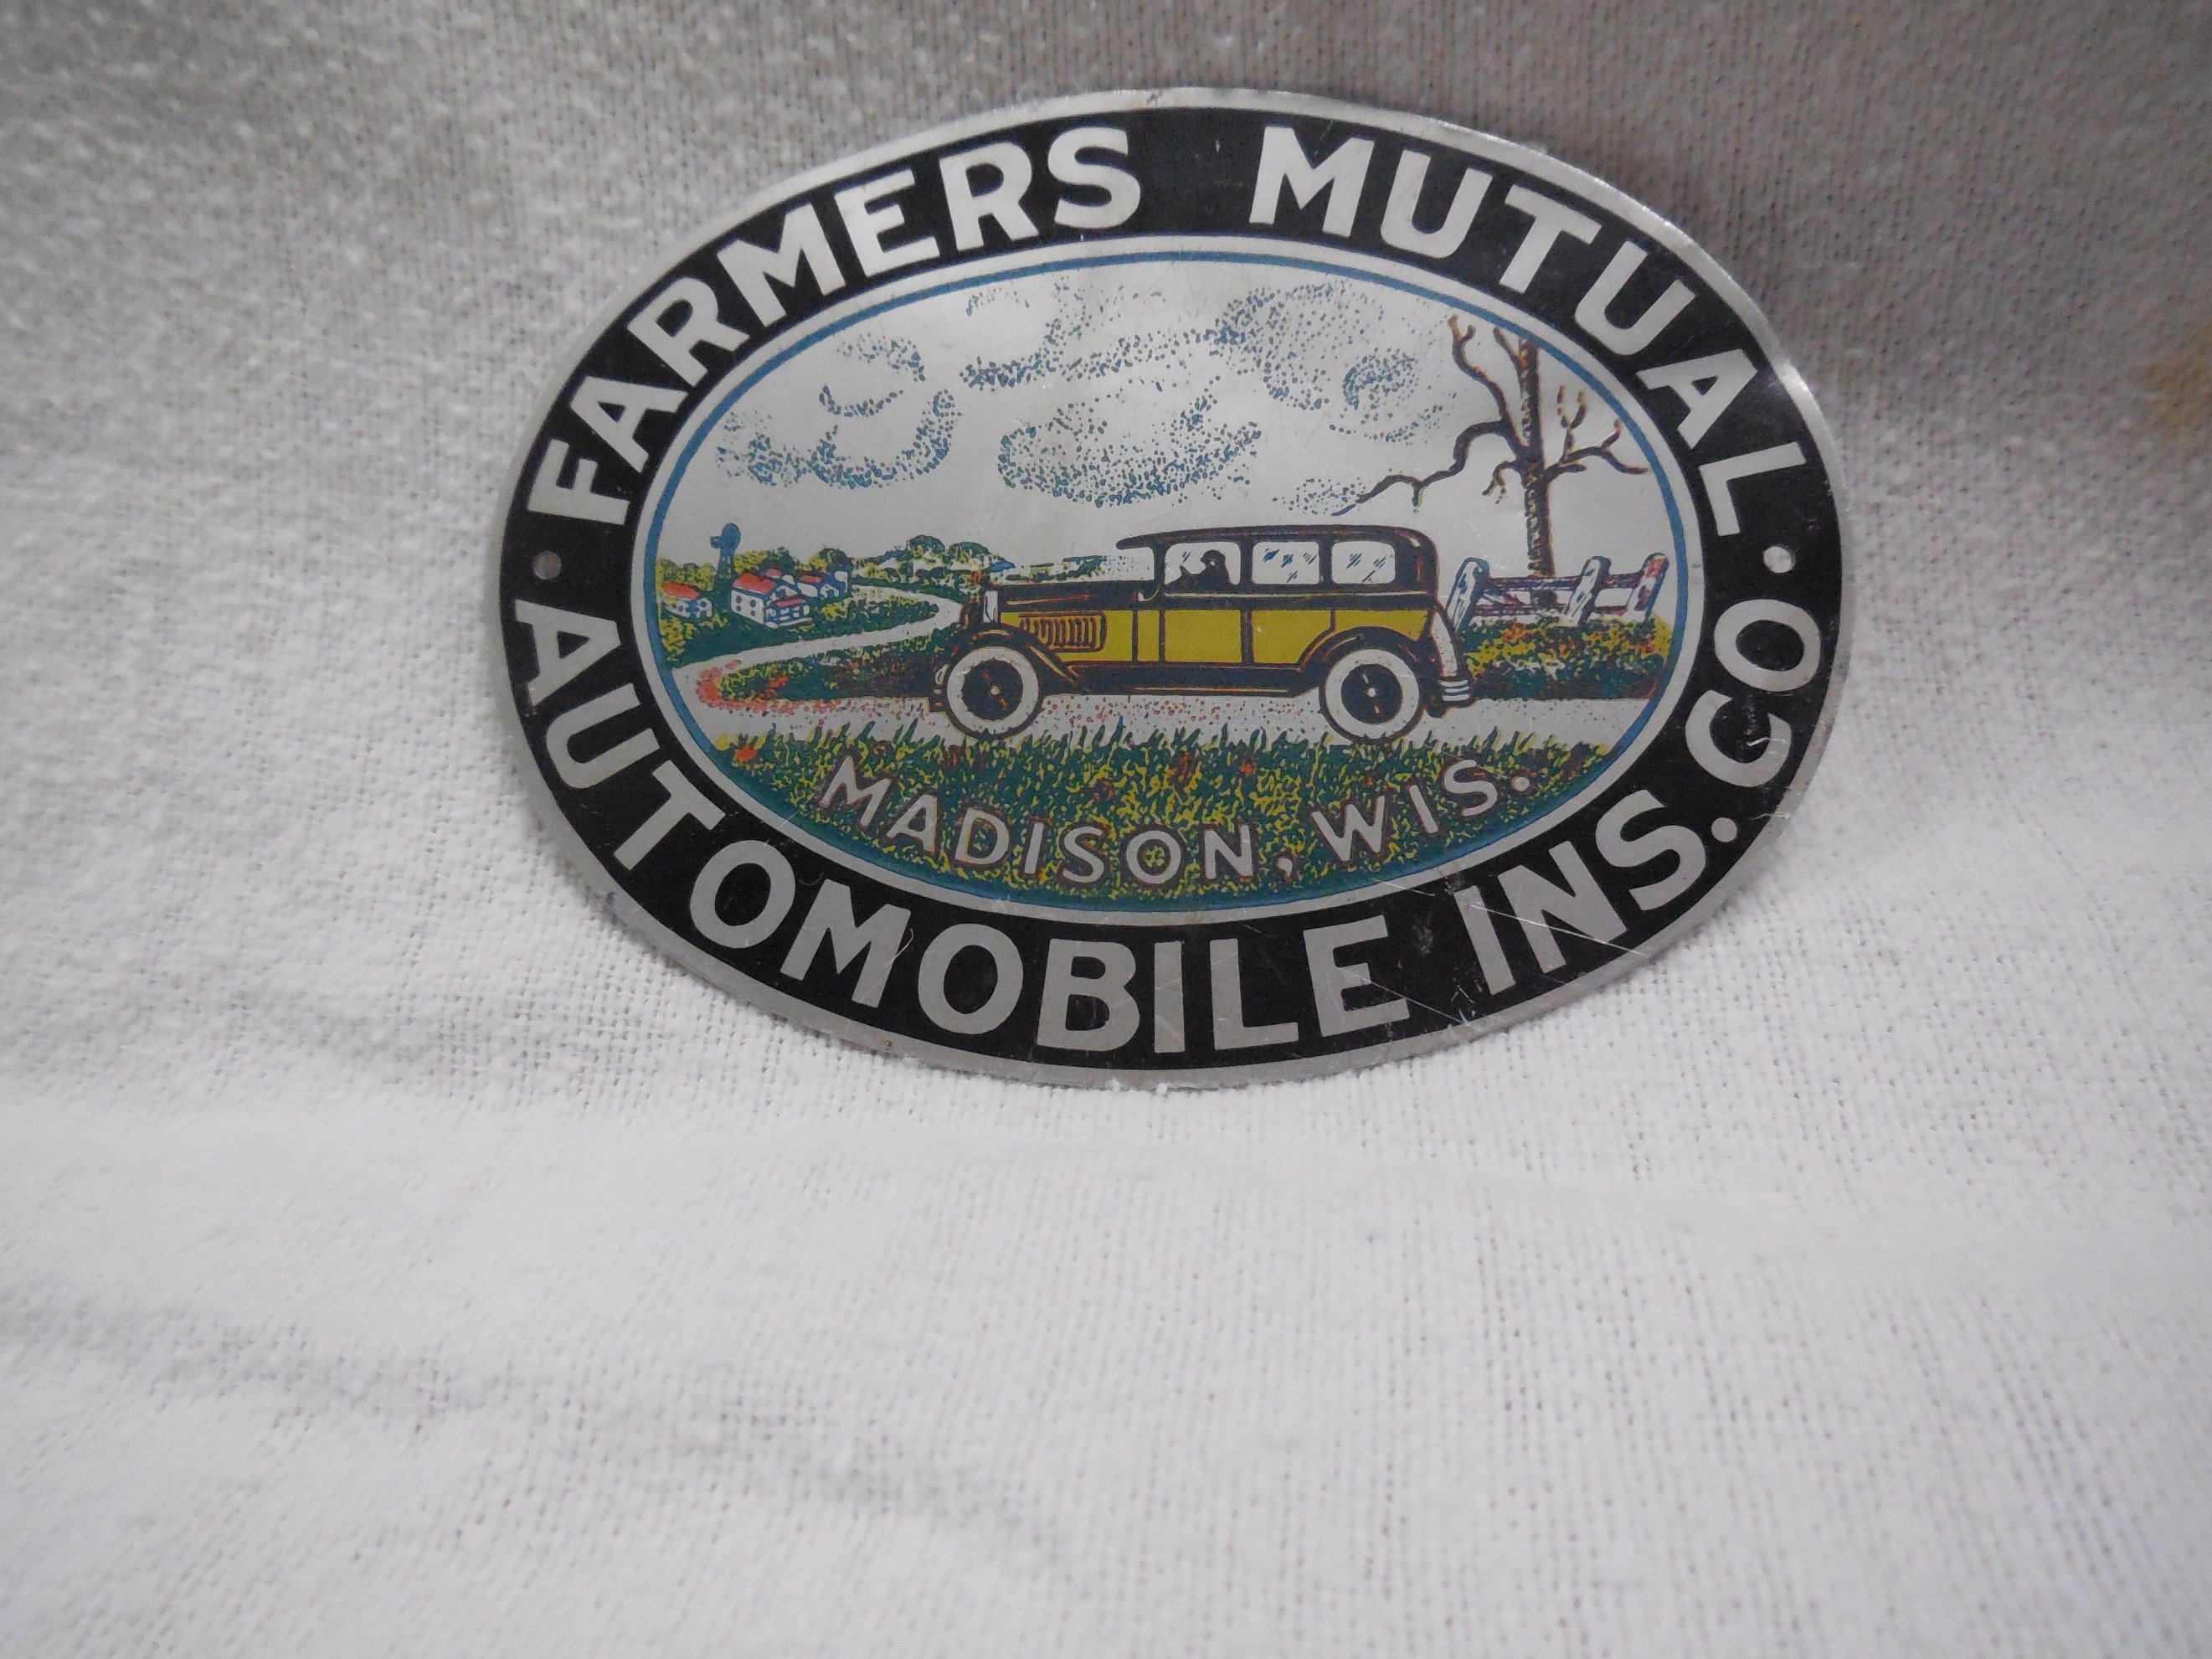 FARMERS MUTUAL
AUTOMOBILE INS. CO.
MADISON, WIS.